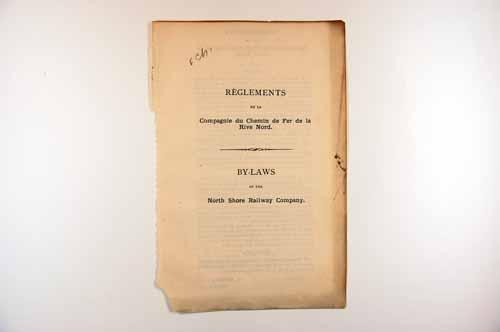 RÈGLEMENTS
DE LA
Compagnie du Chemin de Fer de la
Rive Nord.
BY-LAWS
OF THE
North Shore Railway Company.